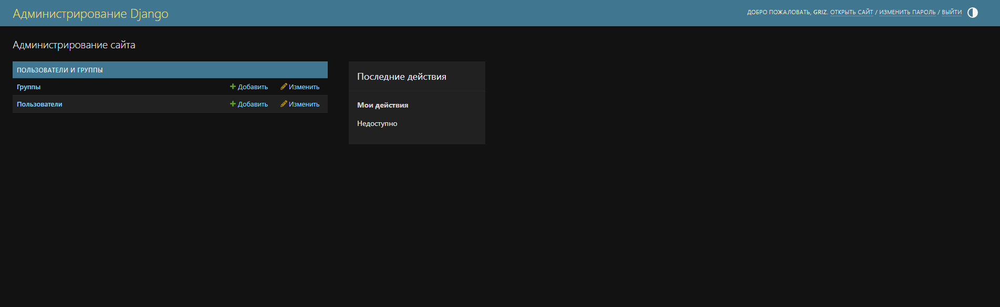 Администрирование Django
ДОБРО ПОЖАЛОВАТЬ, GRIZ. ОТКРЫТЬ САЙТ / ИЗМЕНИТЬ ПАРОЛЬ / ВЫЙТИ
Администрирование сайта
ПОЛЬЗОВАТЕЛИ И ГРУППЫ
Группы Добавить Изменить
Пользователи Добавить Изменить
Последние действия
Мои действия
Недоступно